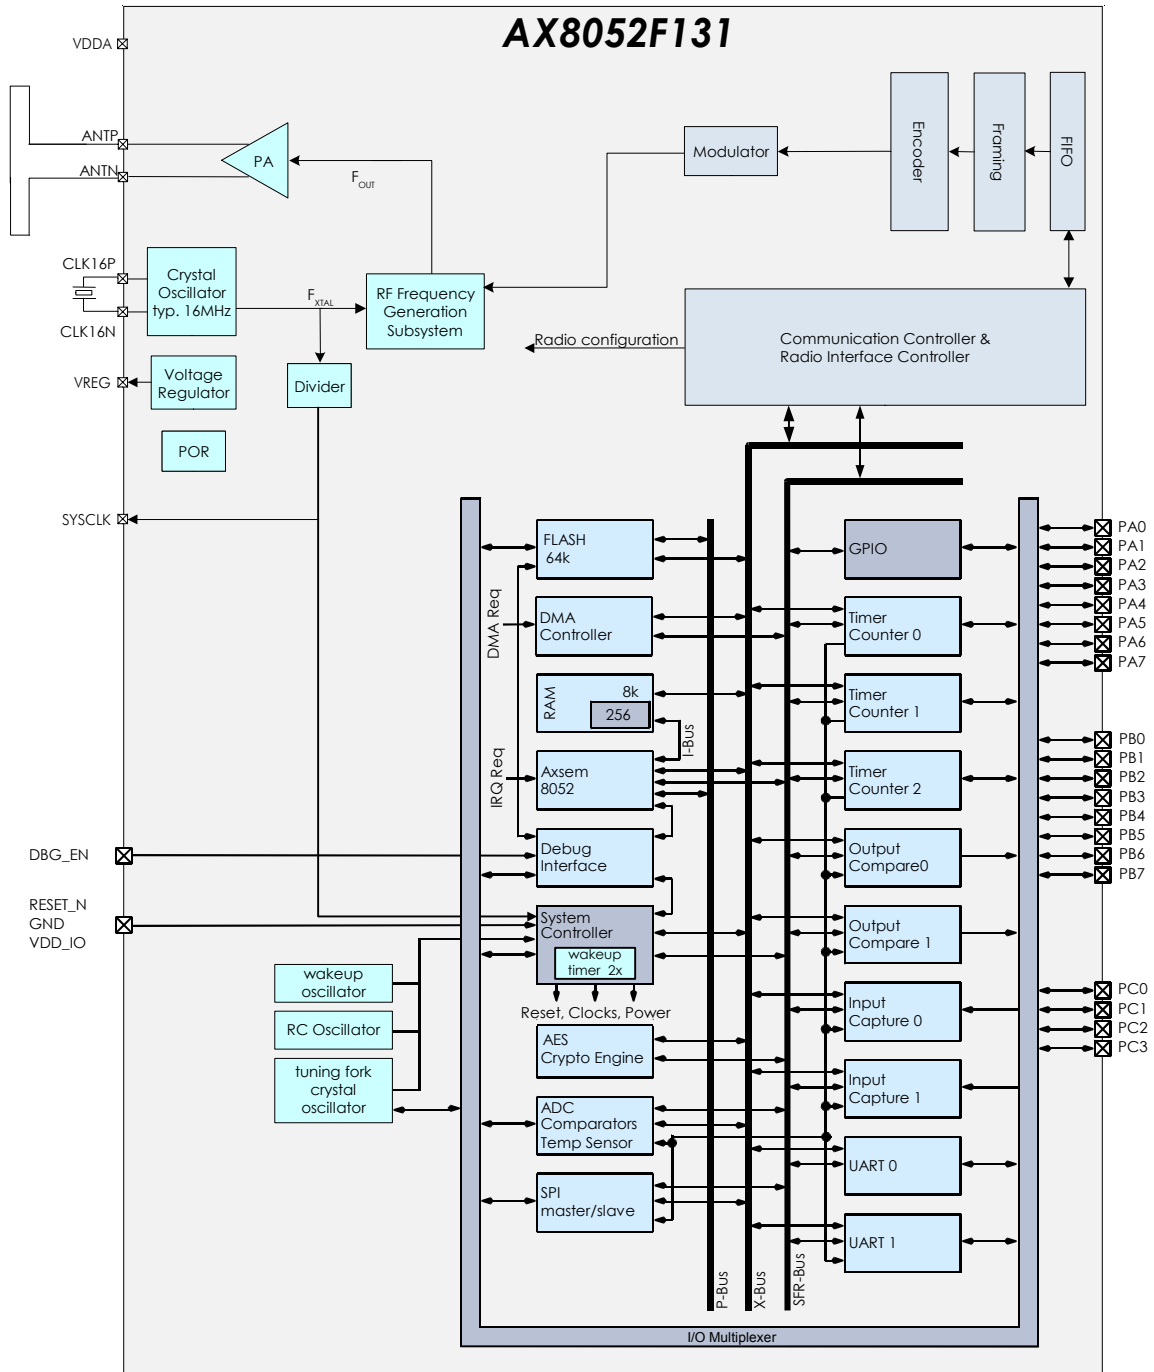 AX8052F131
VDDA
ANTP
ANTN
PA
F_OUT
Modulator
Encoder
Framing
FIFO
CLK16P
CLK16N
Crystal
Oscillator
typ. 16MHz
F_XTAL
RF Frequency
Generation
Subsystem
Radio configuration
Communication Controller &
Radio Interface Controller
VREG
Voltage
Regulator
Divider
POR
SYSCLK
FLASH
64k
GPIO
DMA Req
DMA
Controller
Timer
Counter 0
RAM
8k
256
I-Bus
Timer
Counter 1
IRQ Req
Axsem
8052
Timer
Counter 2
DBG_EN
Debug
Interface
Output
Compare0
RESET_N
GND
VDD_IO
System
Controller
wakeup
timer 2x
Output
Compare 1
wakeup
oscillator
RC Oscillator
tuning fork
crystal
oscillator
Reset, Clocks, Power
AES
Crypto Engine
Input
Capture 0
ADC
Comparators
Temp Sensor
Input
Capture 1
SPI
master/slave
UART 0
UART 1
P-Bus
X-Bus
SFR-Bus
I/O Multiplexer
PA0
PA1
PA2
PA3
PA4
PA5
PA6
PA7
PB0
PB1
PB2
PB3
PB4
PB5
PB6
PB7
PC0
PC1
PC2
PC3